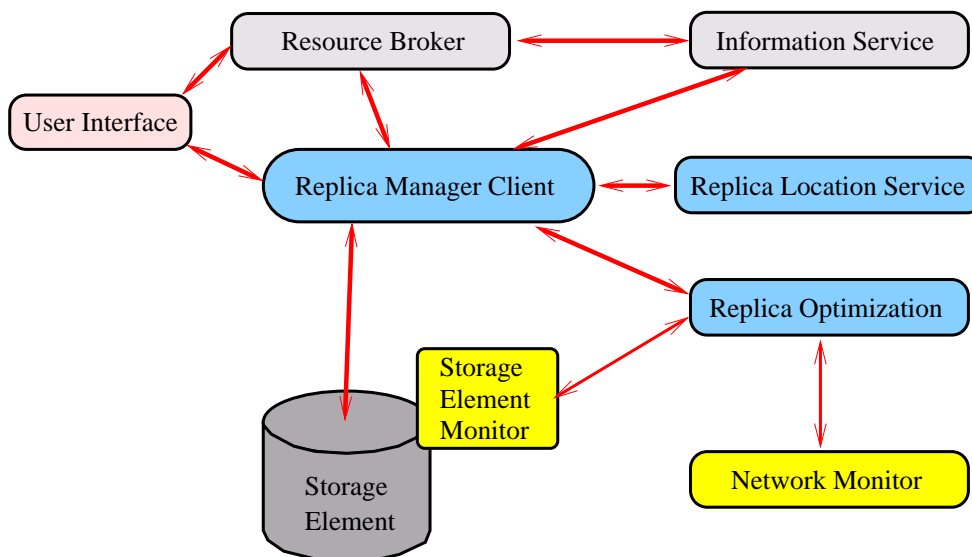 Resource Broker
Information Service
User Interface
Replica Manager Client
Replica Location Service
Replica Optimization
Storage
Element
Monitor
Network Monitor
Storage
Element